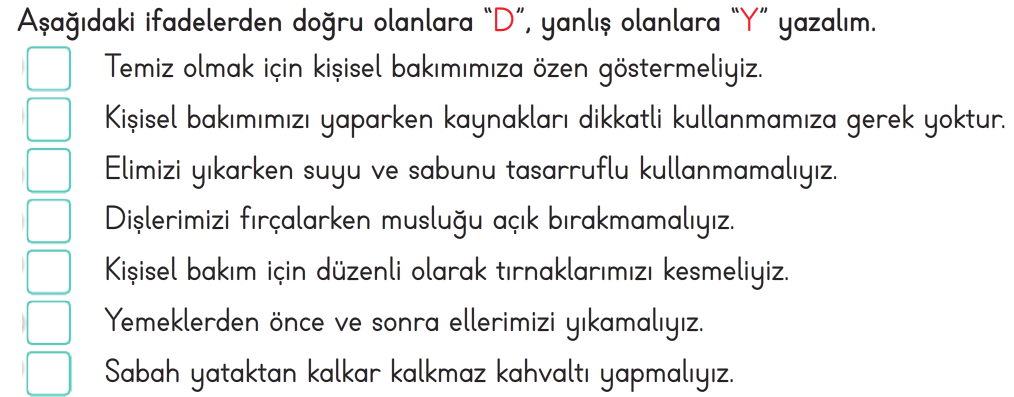 Aşağıdaki ifadelerden doğru olanlara “D”, yanlış olanlara “Y” yazalım.
Temiz olmak için kişisel bakımımıza özen göstermeliyiz.
Kişisel bakımımızı yaparken kaynakları dikkatli kullanmamıza gerek yoktur.
Elimizi yıkarken suyu ve sabunu tasarruflu kullanmamalıyız.
Dişlerimizi fırçalarken musluğu açık bırakmamalıyız.
Kişisel bakım için düzenli olarak tırnaklarımızı kesmeliyiz.
Yemeklerden önce ve sonra ellerimizi yıkamalıyız.
Sabah yataktan kalkar kalkmaz kahvaltı yapmalıyız.